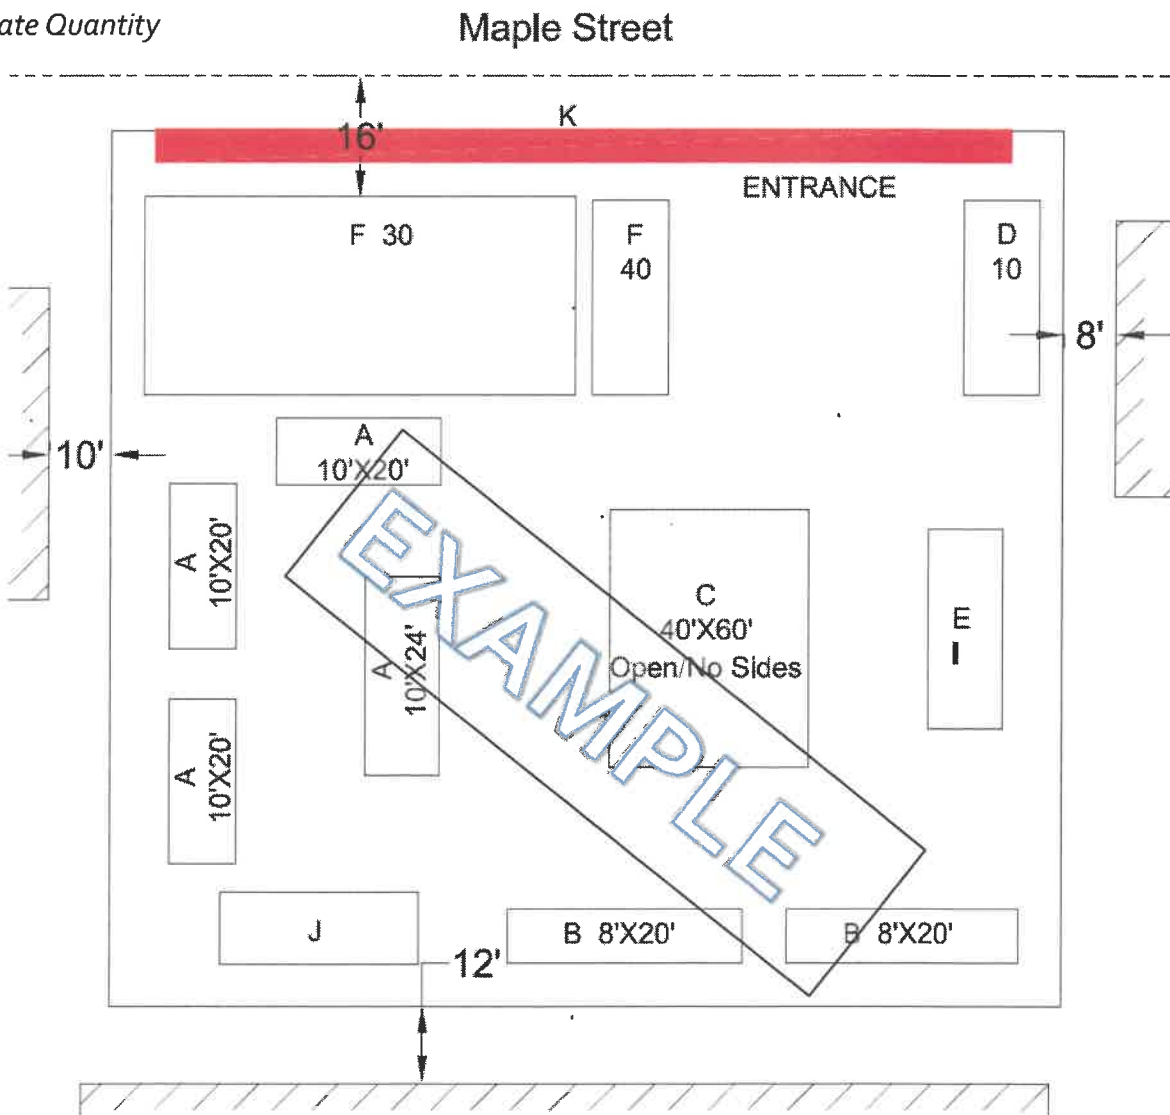 ate Quantity
Maple Street
K
16'
ENTRANCE
F 30
F
40
D
10
8'
10'
A
10'X20'
A
10'X20'
EXAMPLE
C
40'X60'
Open/No Sides
E
I
A
10'X24'
A
10'X20'
J
B 8'X20'
B 8'X20'
12'